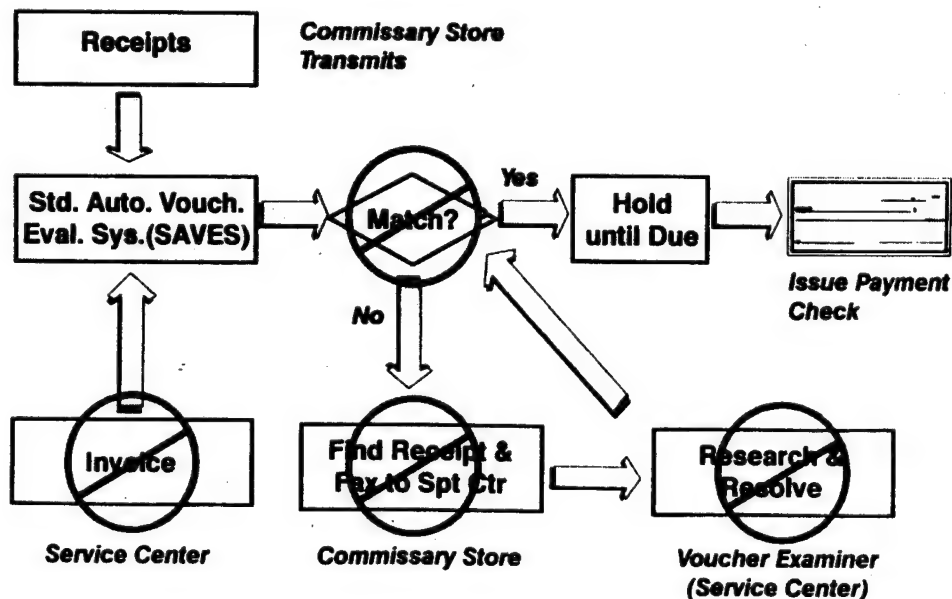 Receipts
Commissary Store
Transmits
Std. Auto. Vouch.
Eval. Sys.(SAVES)
Match?
Yes
Hold
until Due
Issue Payment
Check
No
Invoice
Find Receipt &
Fax to Spt Ctr
Research &
Resolve
Service Center
Commissary Store
Voucher Examiner
(Service Center)